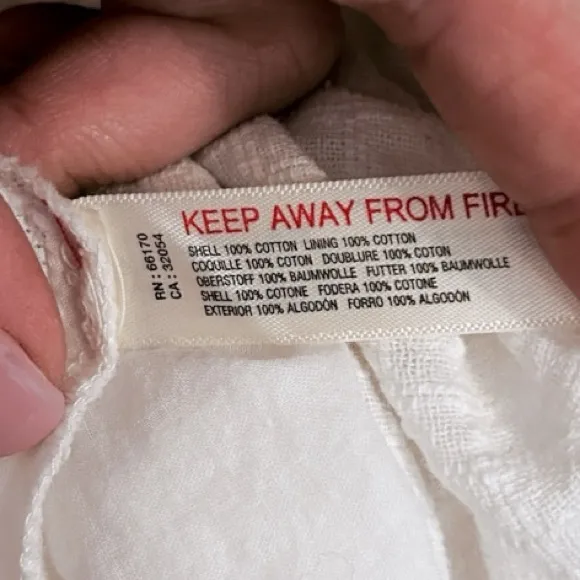 KEEP AWAY FROM FIRE
SHELL 100% COTTON LINING 100% COTTON
COQUILLE 100% COTON DOUBLURE 100% COTON
OBERSTOFF 100% BAUMWOLLE FUTTER 100% BAUMWOLLE
SHELL 100% COTONE FODERA 100% COTONE
EXTERIOR 100% ALGODÓN FORRO 100% ALGODÓN
RN: 66170
CA: 32054